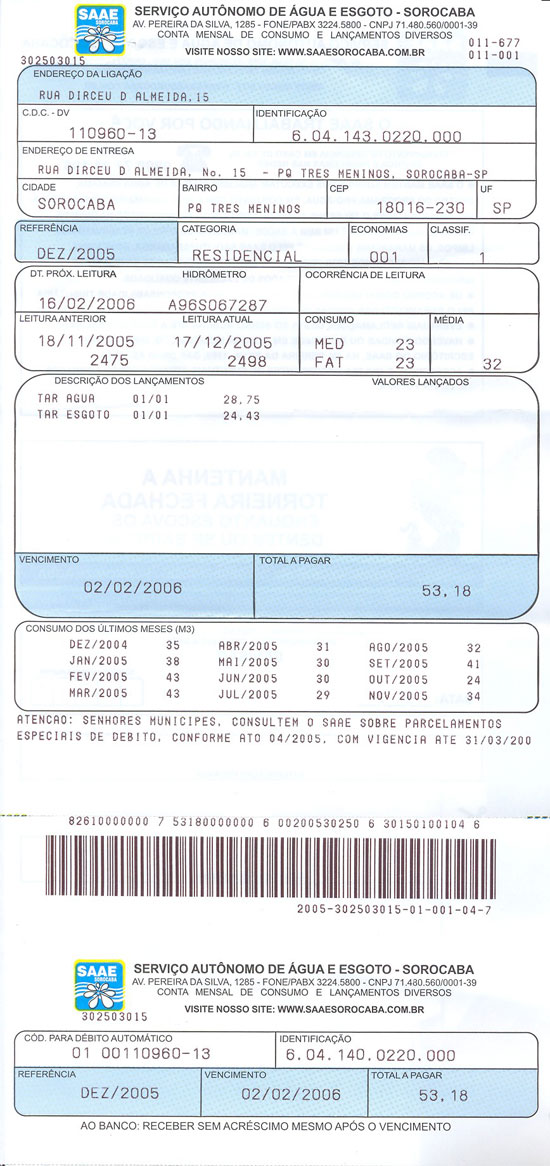 SAAE
SOROCABA
SERVIÇO AUTÔNOMO DE ÁGUA E ESGOTO - SOROCABA
AV. PEREIRA DA SILVA, 1285 - FONE/PABX 3224.5800 - CNPJ 71.480.560/0001-39
CONTA MENSAL DE CONSUMO E LANÇAMENTOS DIVERSOS
VISITE NOSSO SITE: WWW.SAAESOROCABA.COM.BR
011-677
011-001
302503015
ENDEREÇO DA LIGAÇÃO
RUA DIRCEU D ALMEIDA,15
C.D.C. - DV IDENTIFICAÇÃO
110960-13 6.04.143.0220.000
ENDEREÇO DE ENTREGA
RUA DIRCEU D ALMEIDA, No. 15 - PQ TRES MENINOS, SOROCABA-SP
CIDADE BAIRRO CEP UF
SOROCABA PQ TRES MENINOS 18016-230 SP
REFERÊNCIA CATEGORIA ECONOMIAS CLASSIF.
DEZ/2005 RESIDENCIAL 001 1
DT. PRÓX. LEITURA HIDRÔMETRO OCORRÊNCIA DE LEITURA
16/02/2006 A96S067287
LEITURA ANTERIOR LEITURA ATUAL CONSUMO MÉDIA
18/11/2005 17/12/2005 MED 23
2475 2498 FAT 23 32
DESCRIÇÃO DOS LANÇAMENTOS VALORES LANÇADOS
TAR AGUA 01/01 28,75
TAR ESGOTO 01/01 24,43
VENCIMENTO TOTAL A PAGAR
02/02/2006 53,18
CONSUMO DOS ÚLTIMOS MESES (M3)
DEZ/2004 35 ABR/2005 31 AGO/2005 32
JAN/2005 38 MAI/2005 30 SET/2005 41
FEV/2005 43 JUN/2005 30 OUT/2005 24
MAR/2005 43 JUL/2005 29 NOV/2005 34
ATENCAO: SENHORES MUNICIPES, CONSULTEM O SAAE SOBRE PARCELAMENTOS
ESPECIAIS DE DEBITO, CONFORME ATO 04/2005, COM VIGENCIA ATE 31/03/200
82610000000 7 53180000000 6 00200530250 6 30150100104 6
2005-302503015-01-001-04-7
SAAE
SOROCABA
SERVIÇO AUTÔNOMO DE ÁGUA E ESGOTO - SOROCABA
AV. PEREIRA DA SILVA, 1285 - FONE/PABX 3224.5800 - CNPJ 71.480.560/0001-39
CONTA MENSAL DE CONSUMO E LANÇAMENTOS DIVERSOS
VISITE NOSSO SITE: WWW.SAAESOROCABA.COM.BR
302503015
CÓD. PARA DÉBITO AUTOMÁTICO IDENTIFICAÇÃO
01 00110960-13 6.04.140.0220.000
REFERÊNCIA VENCIMENTO TOTAL A PAGAR
DEZ/2005 02/02/2006 53,18
AO BANCO: RECEBER SEM ACRÉSCIMO MESMO APÓS O VENCIMENTO